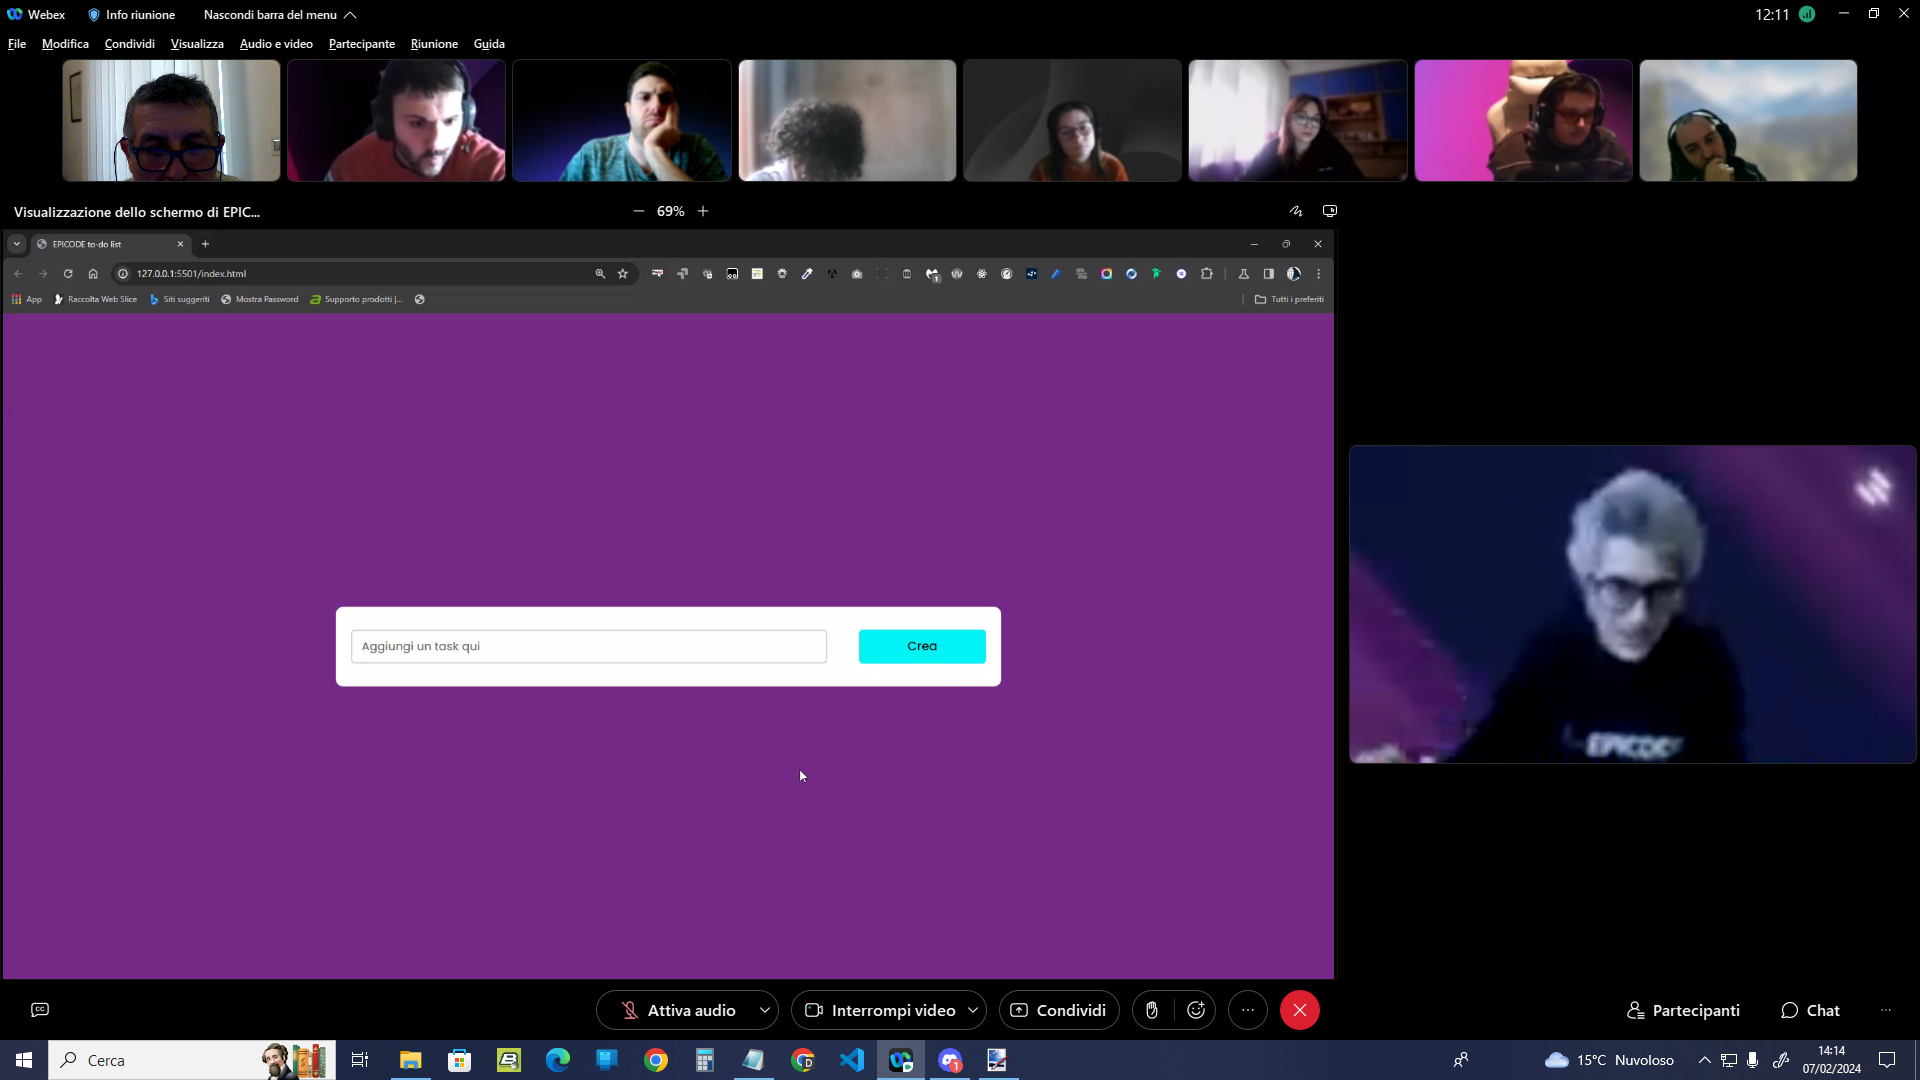 Webex Info riunione Nascondi barra del menu 12:11
File Modifica Condividi Visualizza Audio e video Partecipante Riunione Guida
Visualizzazione dello schermo di EPIC... 69%
EPICODE to-do list
127.0.0.1:5501/index.html
App Raccolta Web Slice Siti suggeriti Mostra Password Supporto prodotti |... Tutti i preferiti
Aggiungi un task qui Crea
EPICODE
Attiva audio Interrompi video Condividi Partecipanti Chat
Cerca 15°C Nuvoloso 14:14
07/02/2024